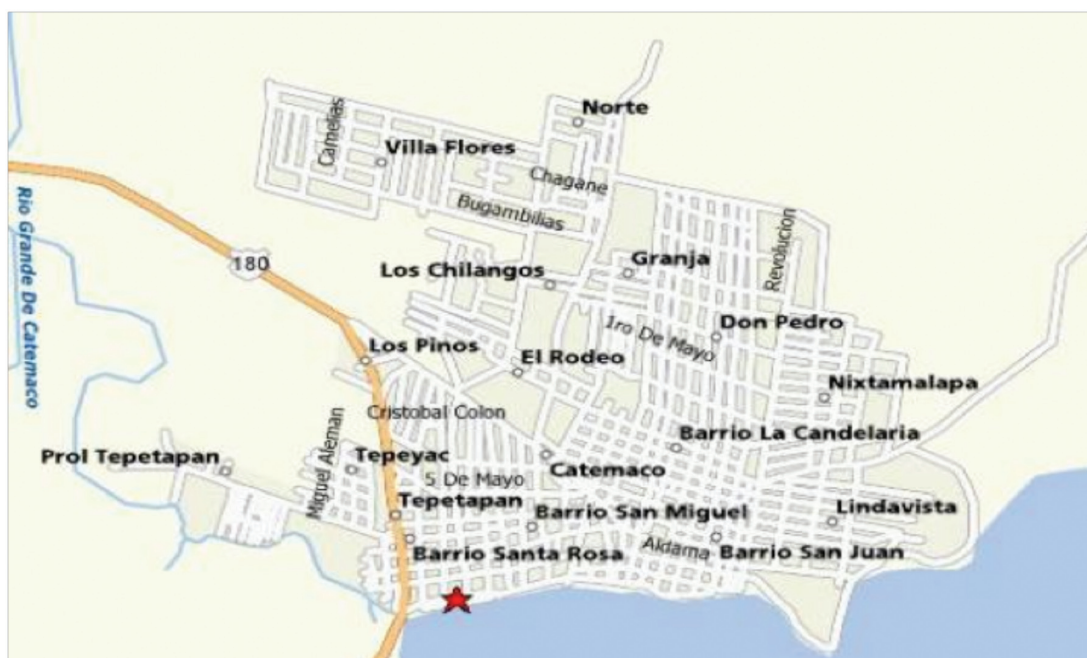 Norte
Camelias
Villa Flores
Chagane
Bugambilias
Rio Grande De Catemaco
Revolucion
180
Los Chilangos
Granja
1ro De Mayo
Don Pedro
Los Pinos
El Rodeo
Nixtamalapa
Cristobal Colon
Miguel Aleman
Barrio La Candelaria
Prol Tepetapan
Tepeyac
Catemaco
5 De Mayo
Tepetapan
Barrio San Miguel
Lindavista
Aldama
Barrio Santa Rosa
Barrio San Juan